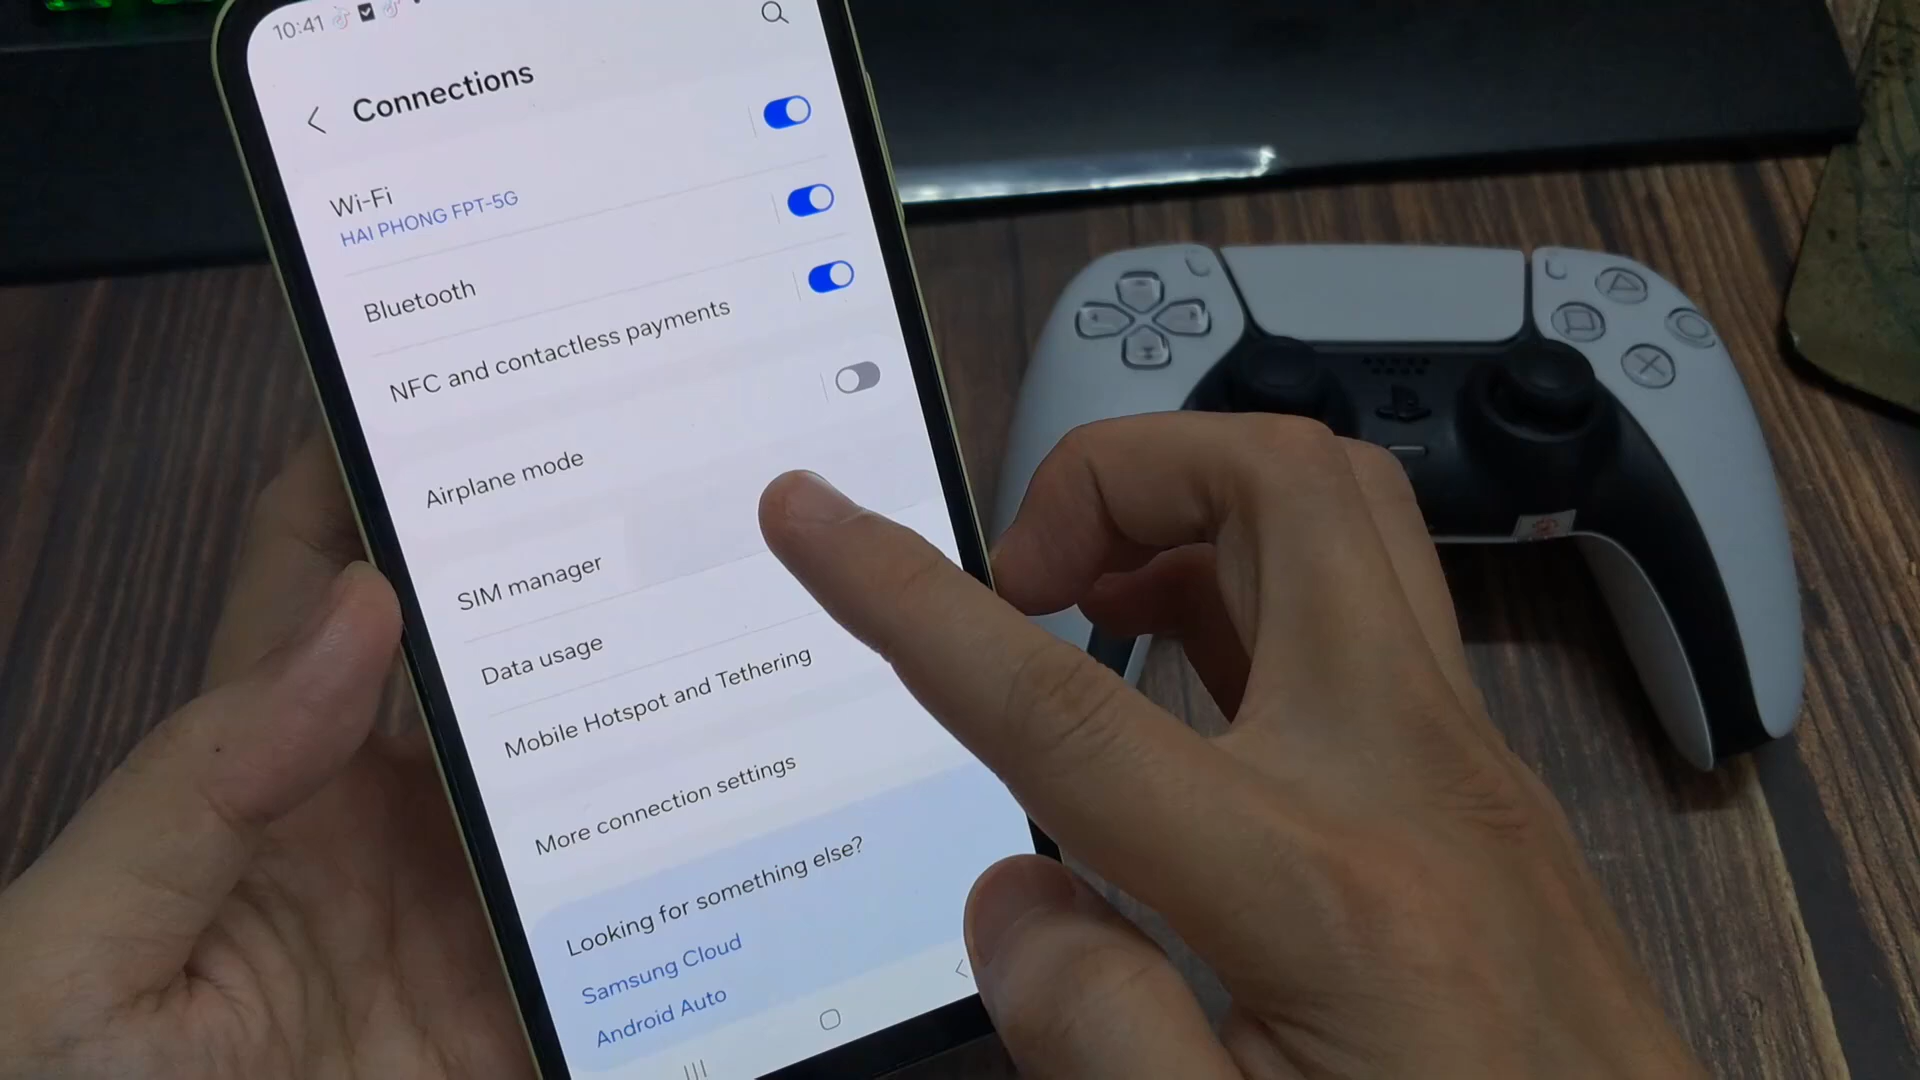 10:41
Connections
Wi-Fi
HAI PHONG FPT-5G
Bluetooth
NFC and contactless payments
Airplane mode
SIM manager
Data usage
Mobile Hotspot and Tethering
More connection settings
Looking for something else?
Samsung Cloud
Android Auto